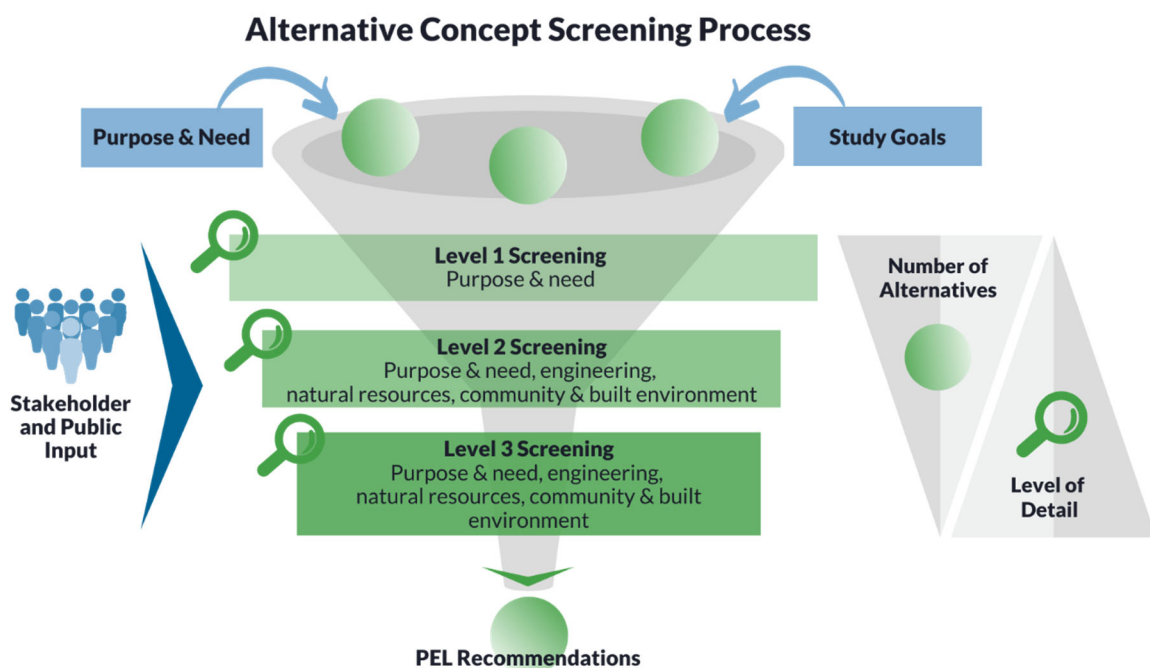 Alternative Concept Screening Process
Purpose & Need
Study Goals
Level 1 Screening
Purpose & need
Number of
Alternatives
Level 2 Screening
Purpose & need, engineering,
natural resources, community & built environment
Stakeholder
and Public
Input
Level 3 Screening
Purpose & need, engineering,
natural resources, community & built
environment
Level of
Detail
PEL Recommendations